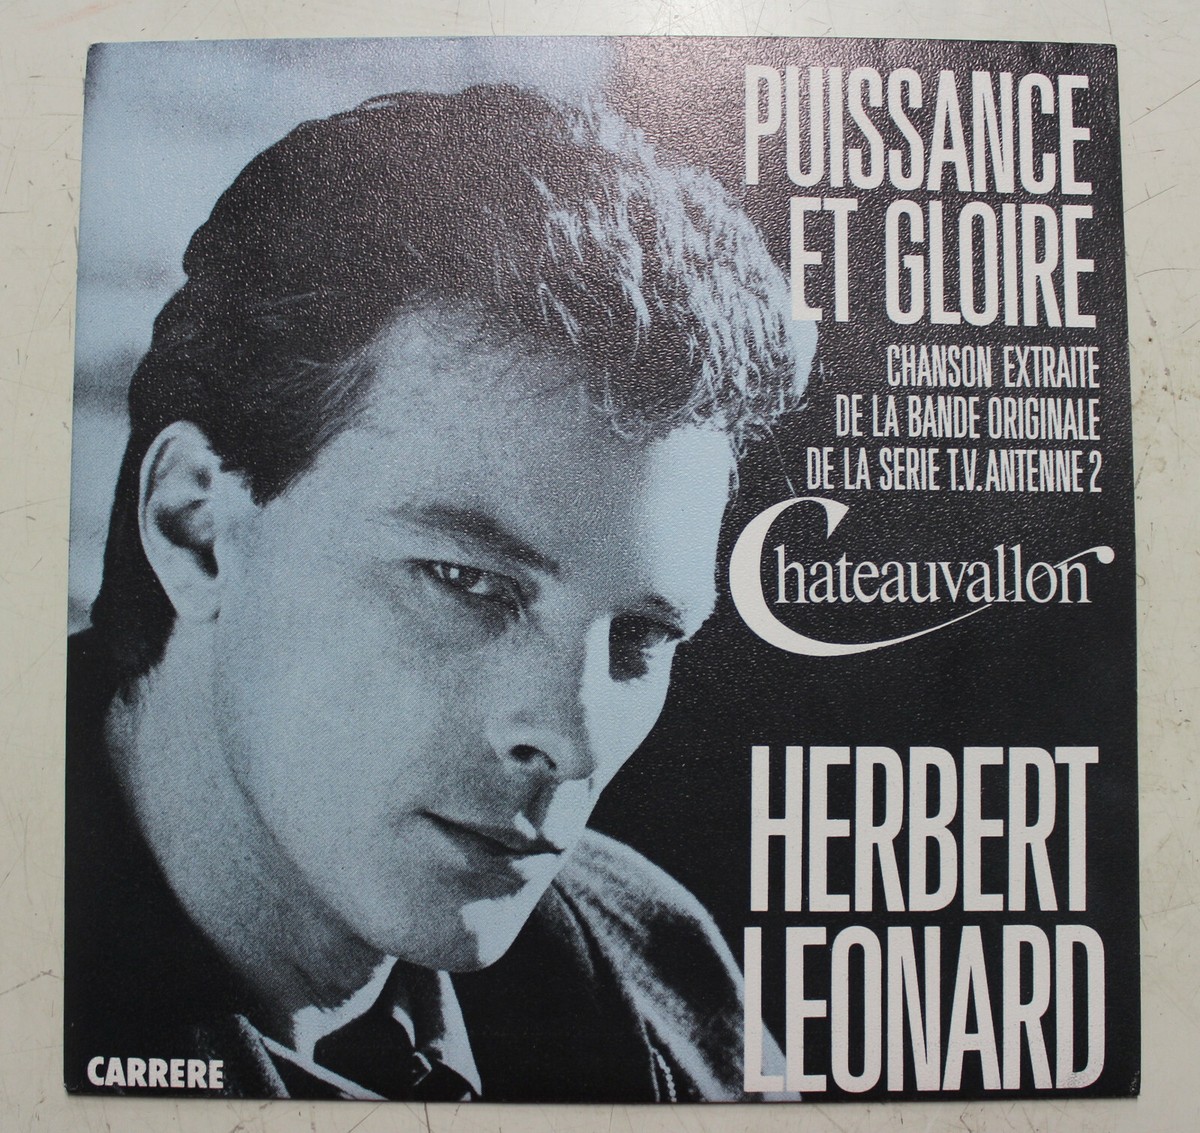 PUISSANCE
ET GLOIRE
CHANSON EXTRAITE
DE LA BANDE ORIGINALE
DE LA SERIE T.V. ANTENNE 2
Chateauvallon
HERBERT
LEONARD
CARRERE